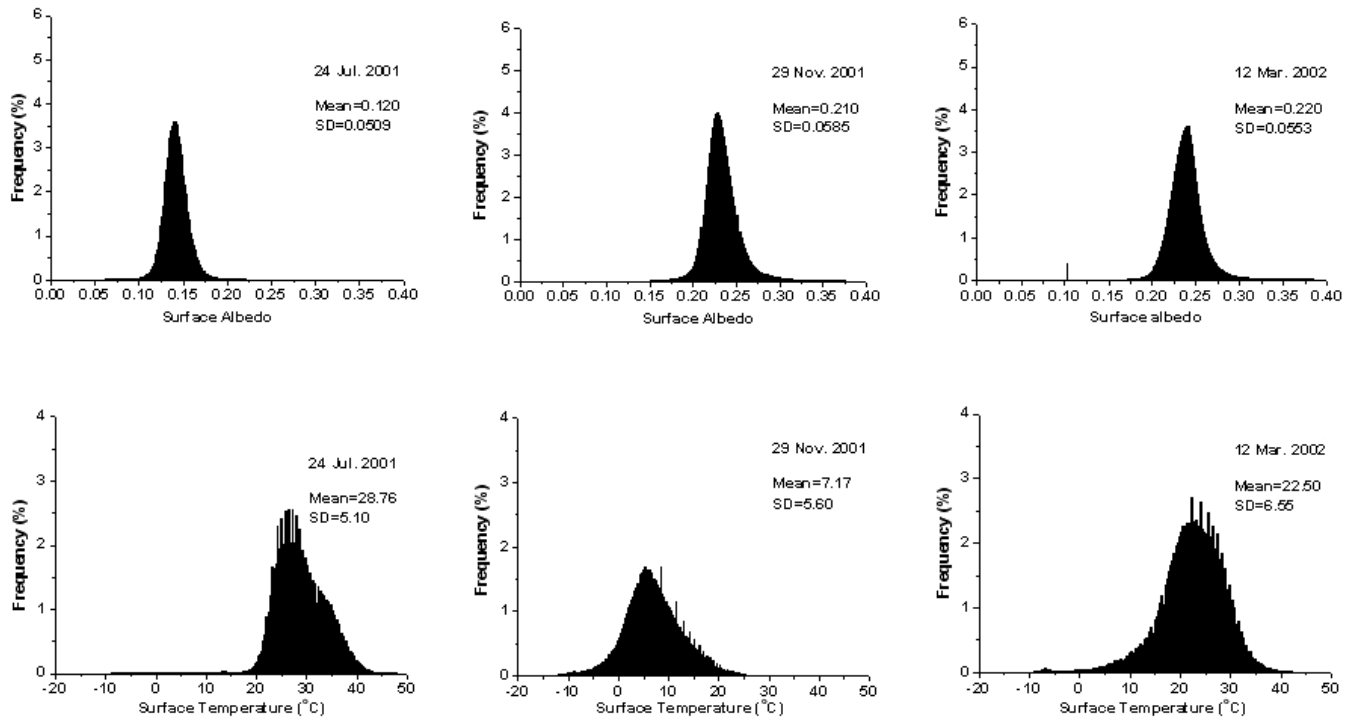 6
5
4
3
2
1
0
Frequency (%)
24 Jul. 2001
Mean=0.120
SD=0.0509
0.00 0.05 0.10 0.15 0.20 0.25 0.30 0.35 0.40
Surface Albedo
6
5
4
3
2
1
0
Frequency (%)
29 Nov. 2001
Mean=0.210
SD=0.0585
0.00 0.05 0.10 0.15 0.20 0.25 0.30 0.35 0.40
Surface Albedo
6
5
4
3
2
1
0
Frequency (%)
12 Mar. 2002
Mean=0.220
SD=0.0553
0.00 0.05 0.10 0.15 0.20 0.25 0.30 0.35 0.40
Surface albedo
4
3
2
1
0
Frequency (%)
24 Jul. 2001
Mean=28.76
SD=5.10
-20 -10 0 10 20 30 40 50
Surface Temperature (°C)
4
3
2
1
0
Frequency (%)
29 Nov. 2001
Mean=7.17
SD=5.60
-20 -10 0 10 20 30 40 50
Surface Temperature (°C)
4
3
2
1
0
Frequency (%)
12 Mar. 2002
Mean=22.50
SD=6.55
-20 -10 0 10 20 30 40 50
Surface Temperature (°C)